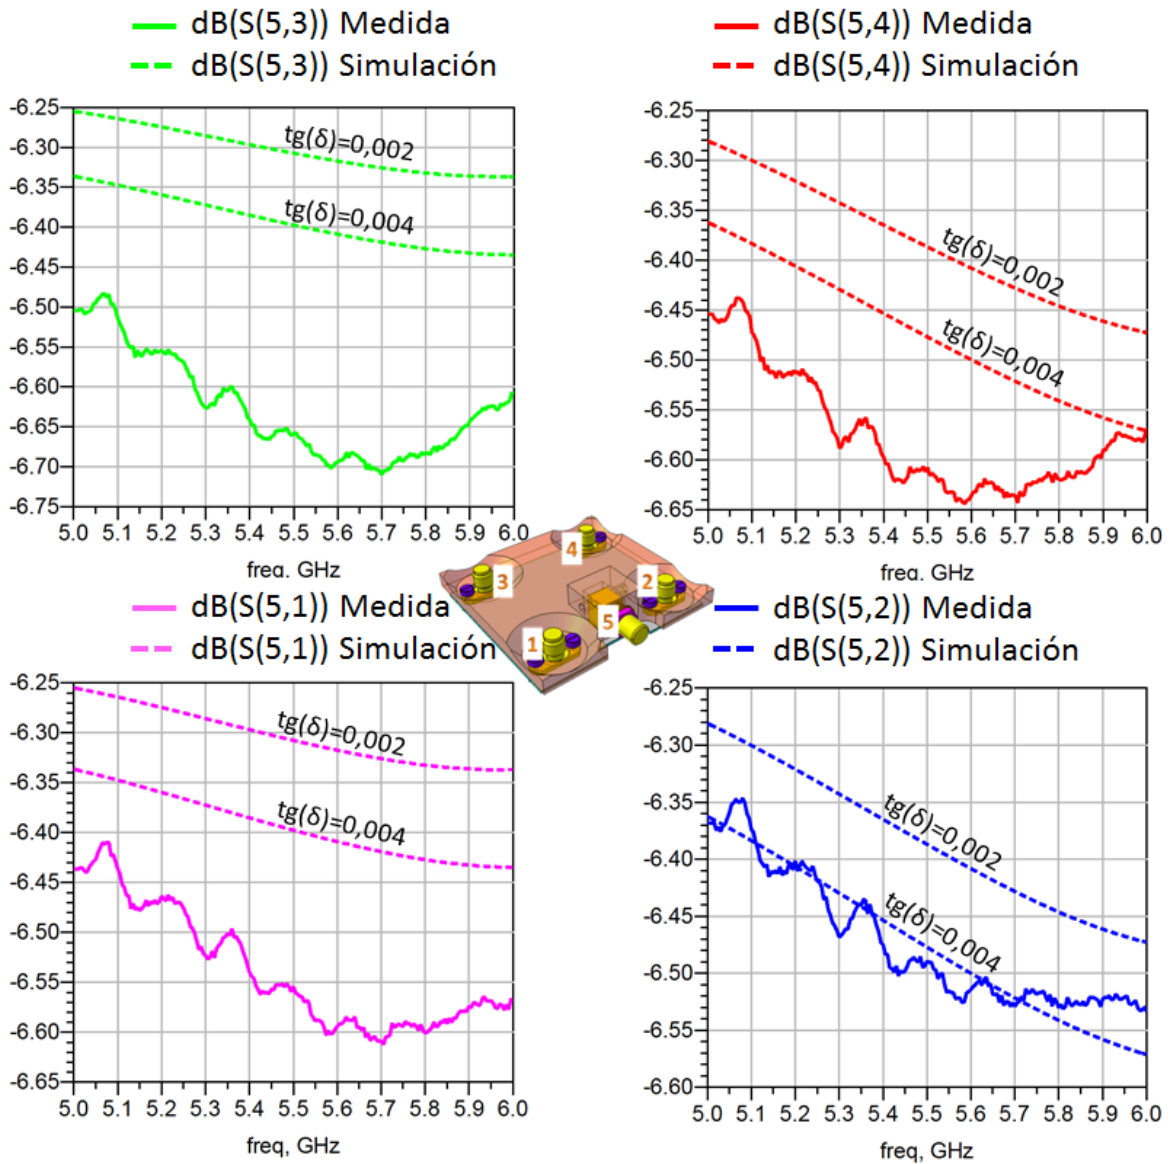 dB(S(5,3)) Medida
dB(S(5,3)) Simulación
dB(S(5,4)) Medida
dB(S(5,4)) Simulación
-6.25
-6.30
-6.35
-6.40
-6.45
-6.50
-6.55
-6.60
-6.65
-6.70
-6.75
tg(δ)=0,002
tg(δ)=0,004
5.0 5.1 5.2 5.3 5.4 5.5 5.6 5.7 5.8 5.9 6.0
freq. GHz
-6.25
-6.30
-6.35
-6.40
-6.45
-6.50
-6.55
-6.60
-6.65
tg(δ)=0,002
tg(δ)=0,004
5.0 5.1 5.2 5.3 5.4 5.5 5.6 5.7 5.8 5.9 6.0
freq. GHz
4
3
2
5
1
dB(S(5,1)) Medida
dB(S(5,1)) Simulación
dB(S(5,2)) Medida
dB(S(5,2)) Simulación
-6.25
-6.30
-6.35
-6.40
-6.45
-6.50
-6.55
-6.60
-6.65
tg(δ)=0,002
tg(δ)=0,004
5.0 5.1 5.2 5.3 5.4 5.5 5.6 5.7 5.8 5.9 6.0
freq, GHz
-6.25
-6.30
-6.35
-6.40
-6.45
-6.50
-6.55
-6.60
tg(δ)=0,002
tg(δ)=0,004
5.0 5.1 5.2 5.3 5.4 5.5 5.6 5.7 5.8 5.9 6.0
freq, GHz